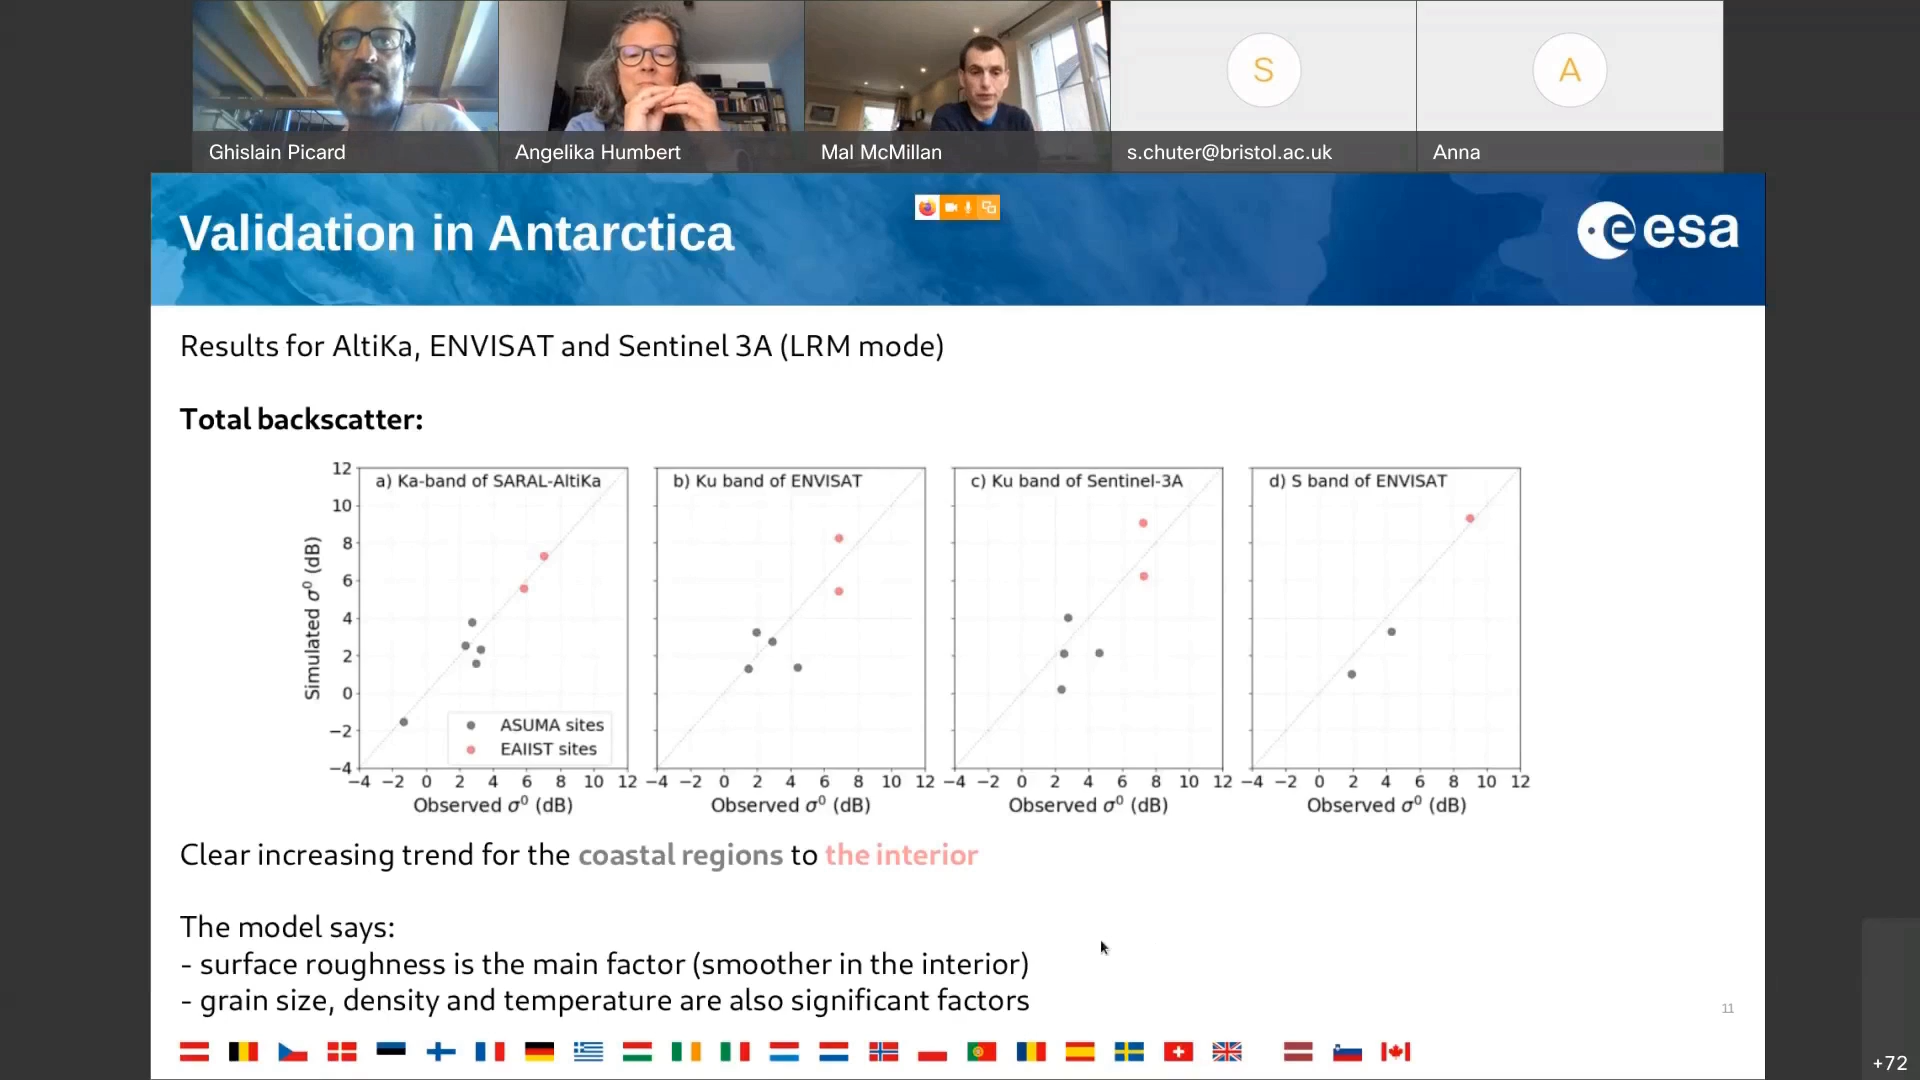 Ghislain Picard
Angelika Humbert
Mal McMillan
S
s.chuter@bristol.ac.uk
A
Anna
Validation in Antarctica
esa
Results for AltiKa, ENVISAT and Sentinel 3A (LRM mode)
Total backscatter:
a) Ka-band of SARAL-AltiKa
b) Ku band of ENVISAT
c) Ku band of Sentinel-3A
d) S band of ENVISAT
12
10
8
6
4
2
0
−2
−4
Simulated σ⁰ (dB)
ASUMA sites
EAIIST sites
−4 −2 0 2 4 6 8 10 12
−4 −2 0 2 4 6 8 10 12
−4 −2 0 2 4 6 8 10 12
−4 −2 0 2 4 6 8 10 12
Observed σ⁰ (dB)
Observed σ⁰ (dB)
Observed σ⁰ (dB)
Observed σ⁰ (dB)
Clear increasing trend for the coastal regions to the interior
The model says:
- surface roughness is the main factor (smoother in the interior)
- grain size, density and temperature are also significant factors
11
+72